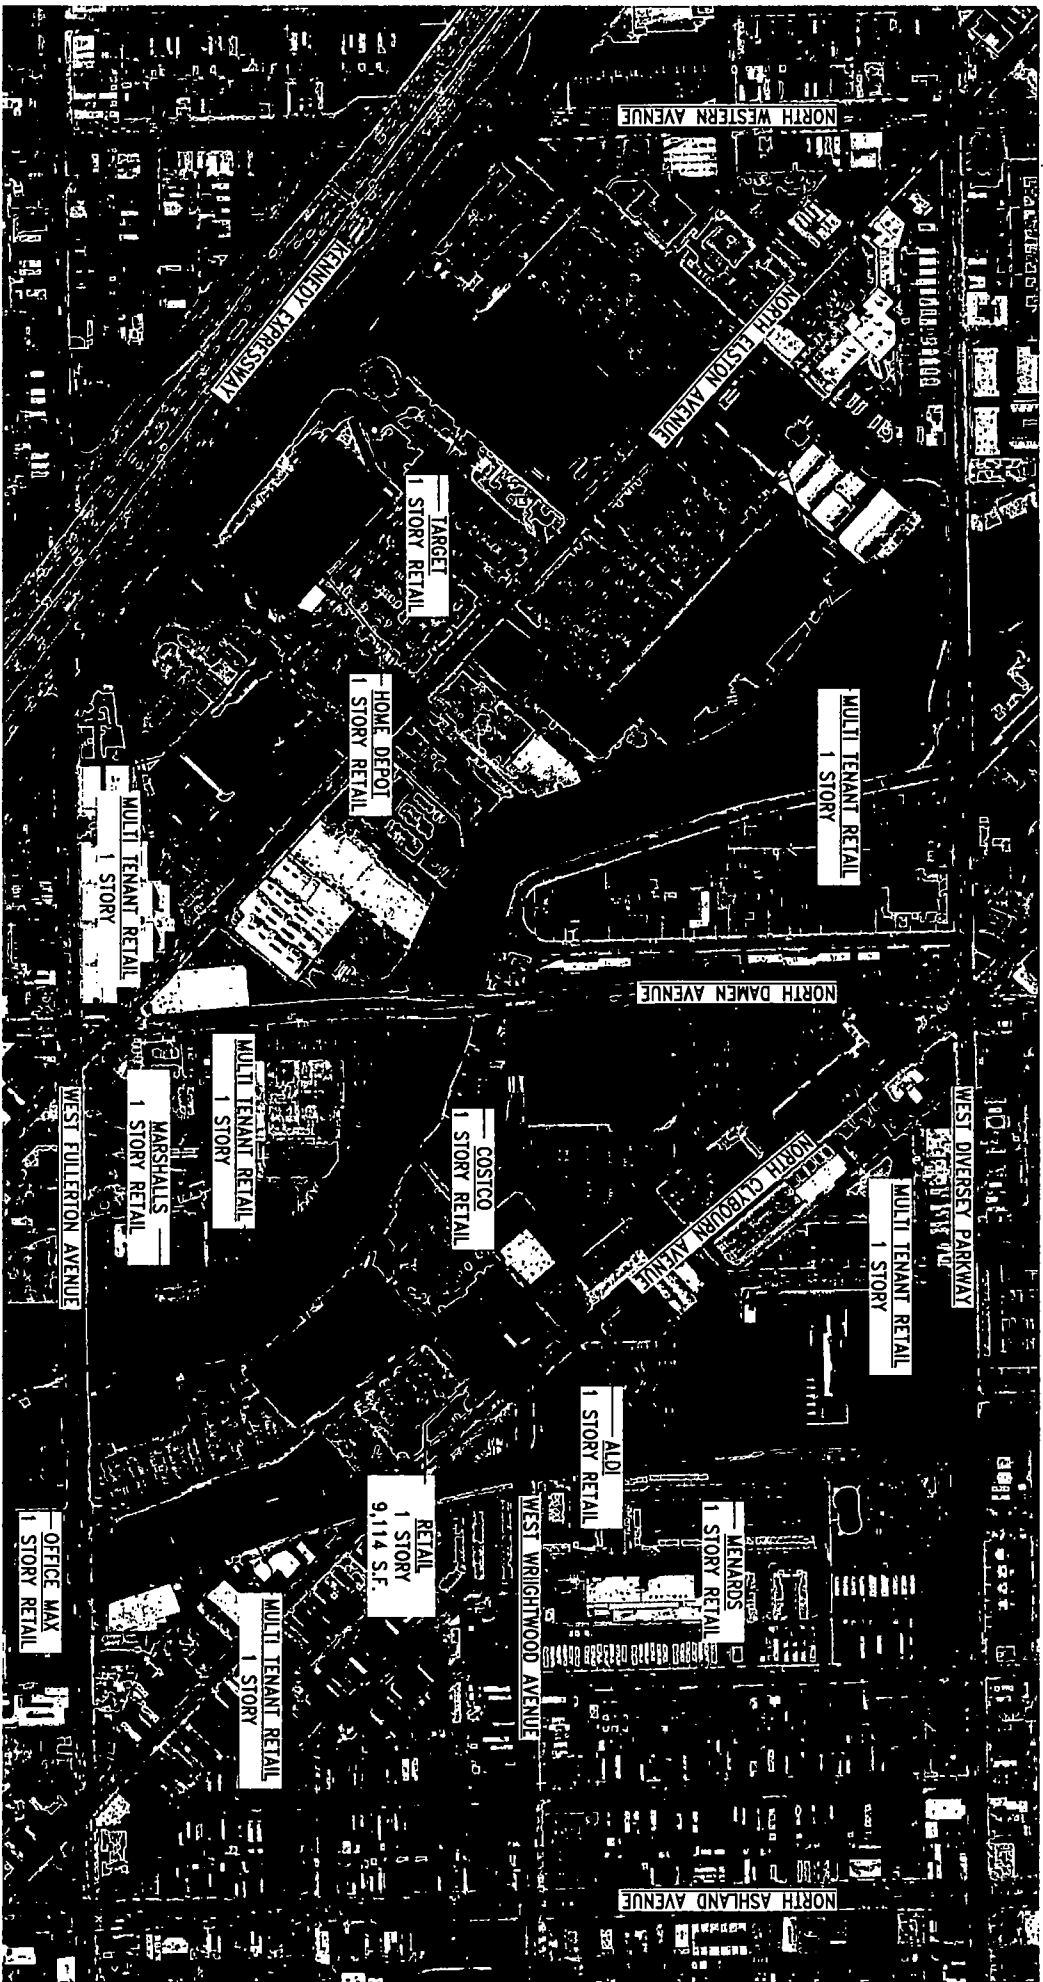 NORTH WESTERN AVENUE
KENNEDY EXPRESSWAY
NORTH ELSTON AVENUE
TARGET
1 STORY RETAIL
HOME DEPOT
1 STORY RETAIL
MULTI TENANT RETAIL
1 STORY
MULTI TENANT RETAIL
1 STORY
NORTH DAMEN AVENUE
MULTI TENANT RETAIL
1 STORY
MARSHALLS
1 STORY RETAIL
WEST FULLERTON AVENUE
COSTCO
1 STORY RETAIL
NORTH CLYBOURN AVENUE
WEST DIVERSEY PARKWAY
MULTI TENANT RETAIL
1 STORY
ALDI
1 STORY RETAIL
MENARDS
1 STORY RETAIL
RETAIL
1 STORY
9,114 S.F.
WEST WRIGHTWOOD AVENUE
OFFICE MAX
1 STORY RETAIL
MULTI TENANT RETAIL
1 STORY
NORTH ASHLAND AVENUE